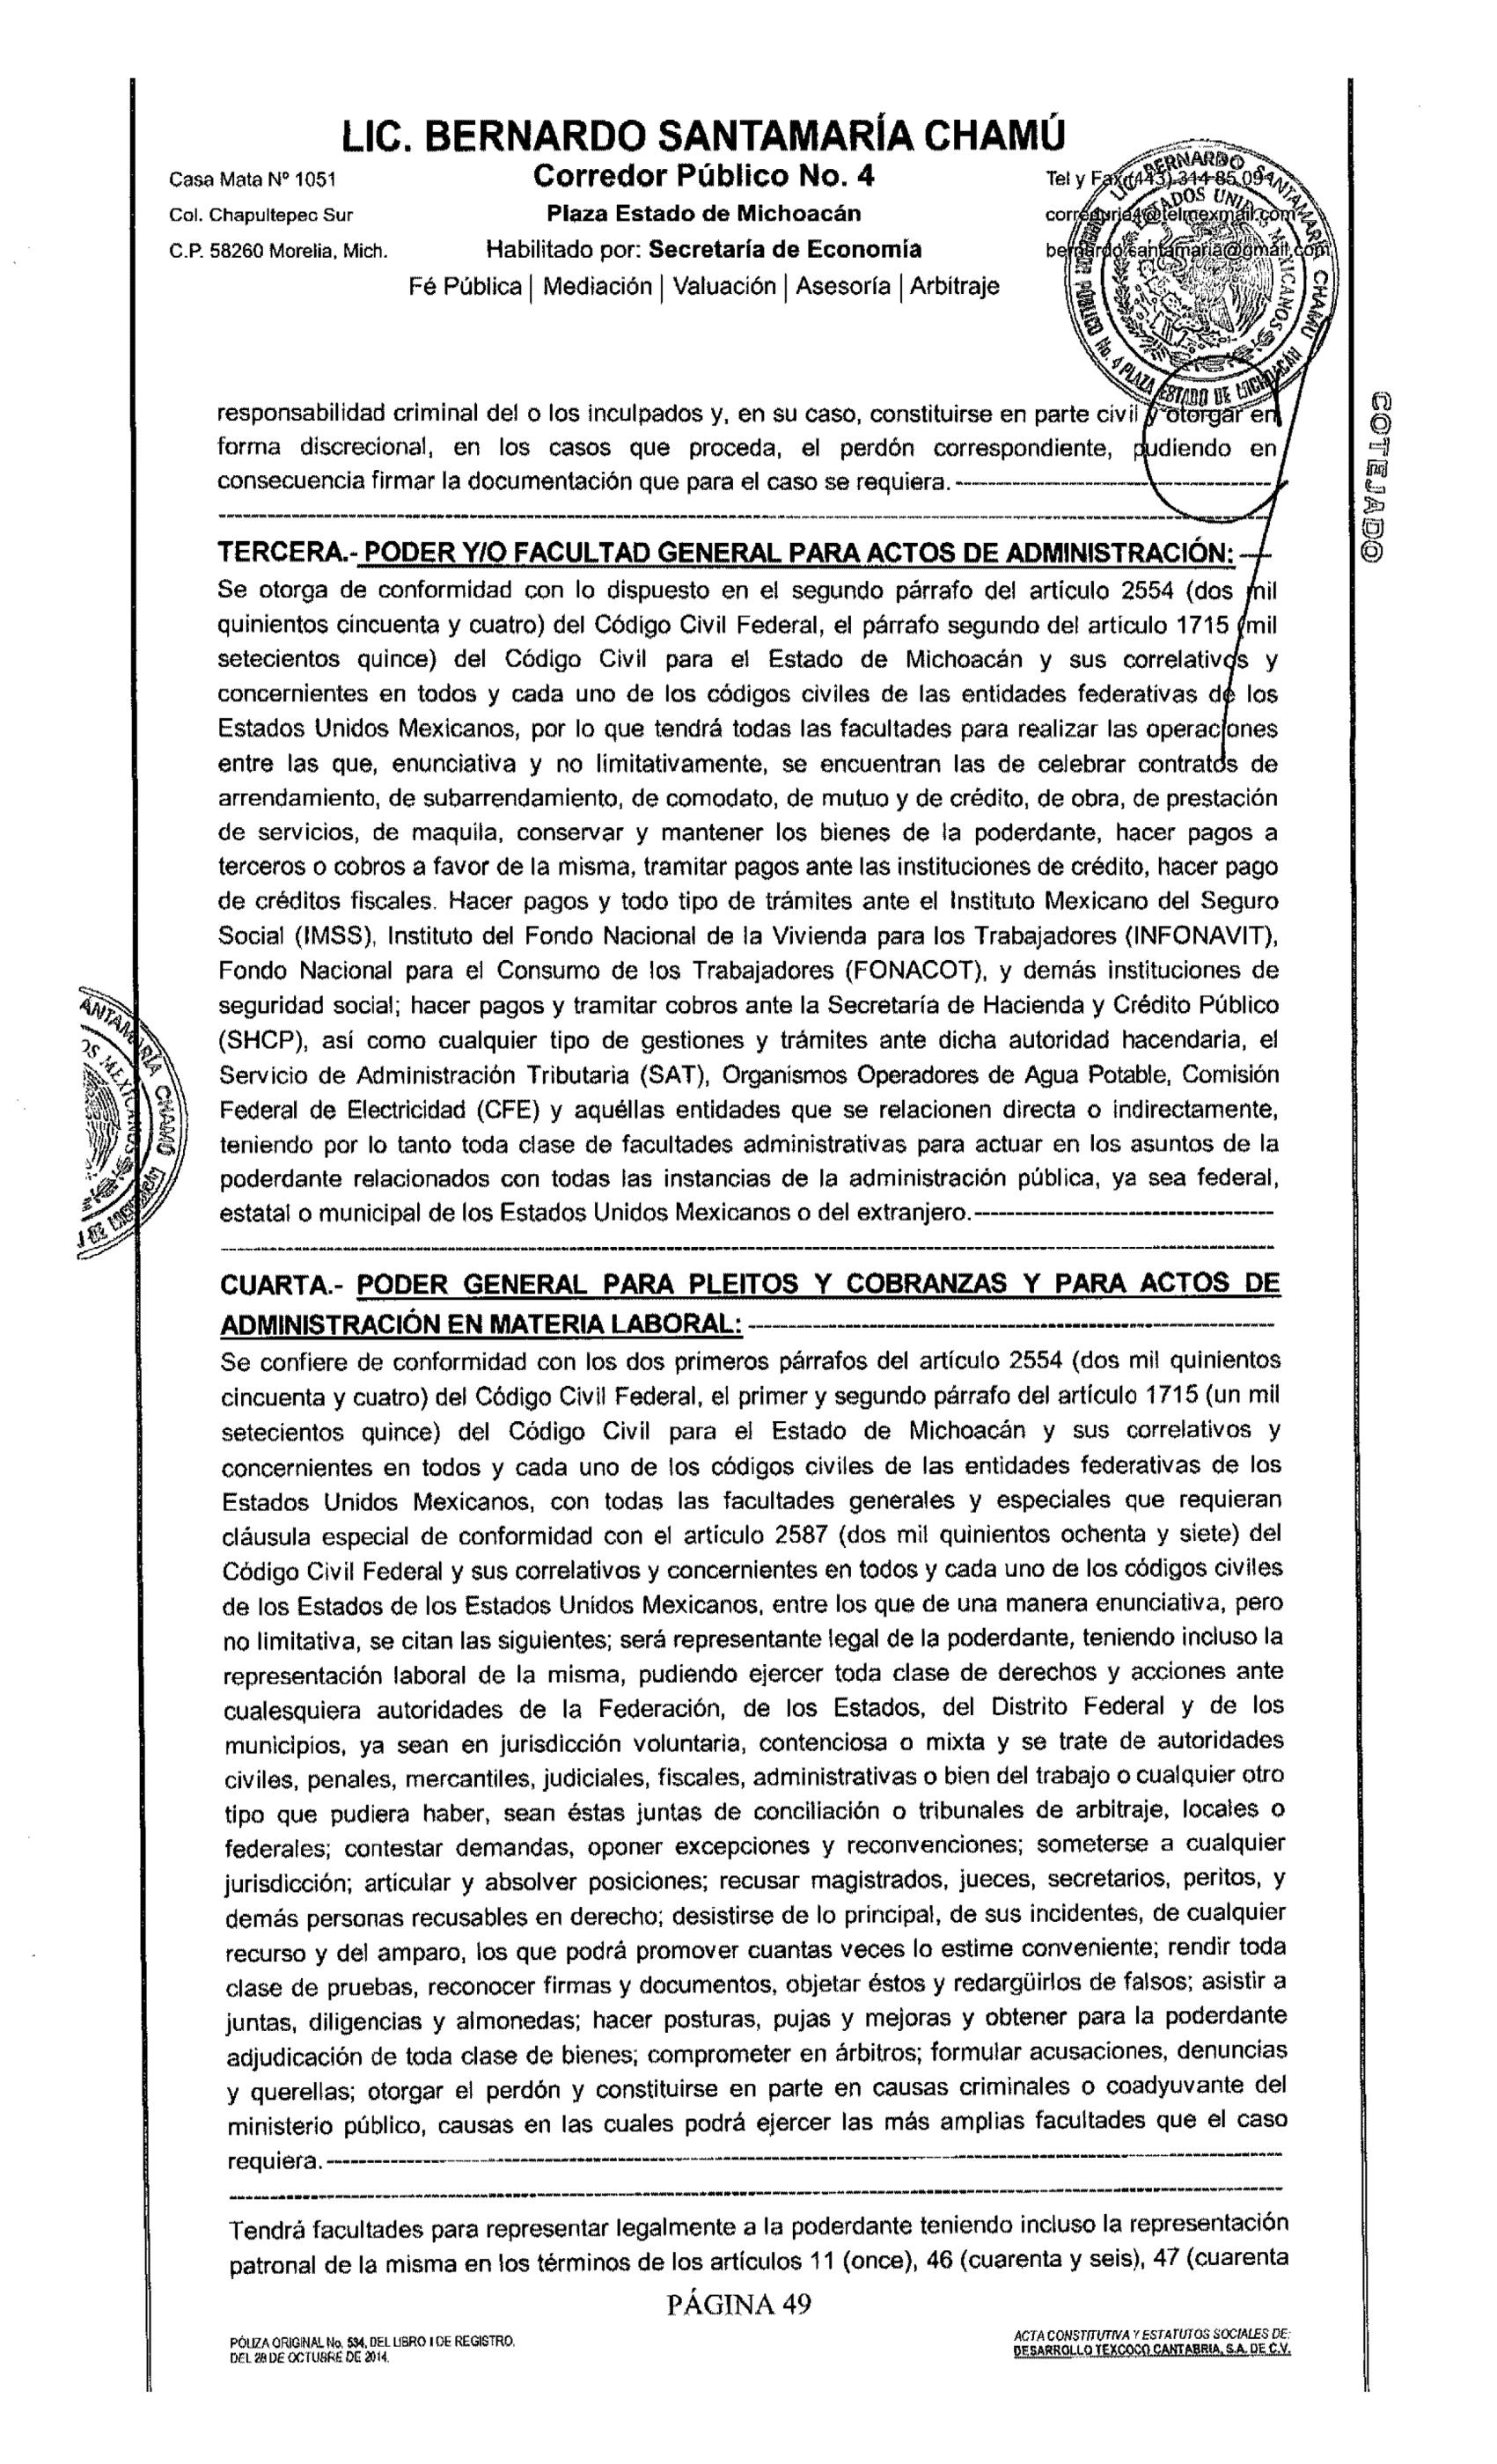 LIC. BERNARDO SANTAMARÍA CHAMÚ
Corredor Público No. 4
Plaza Estado de Michoacán
Habilitado por: Secretaría de Economía
Fé Pública | Mediación | Valuación | Asesoría | Arbitraje
Casa Mata Nº 1051
Col. Chapultepec Sur
C.P. 58260 Morelia, Mich.
Tel y Fax (443) 314 85 09
correduria4@telmexmail.com
bernardo.santamaria@gmail.com
LIC. BERNARDO SANTAMARÍA CHAMÚ
ESTADOS UNIDOS MEXICANOS
PÚBLICO No. 4 PLAZA ESTADO DE MICHOACÁN
COTEJADO
responsabilidad criminal del o los inculpados y, en su caso, constituirse en parte civil y otorgar en
forma discrecional, en los casos que proceda, el perdón correspondiente, pudiendo en
consecuencia firmar la documentación que para el caso se requiera.
TERCERA.- PODER Y/O FACULTAD GENERAL PARA ACTOS DE ADMINISTRACIÓN:
Se otorga de conformidad con lo dispuesto en el segundo párrafo del artículo 2554 (dos mil
quinientos cincuenta y cuatro) del Código Civil Federal, el párrafo segundo del artículo 1715 (mil
setecientos quince) del Código Civil para el Estado de Michoacán y sus correlativos y
concernientes en todos y cada uno de los códigos civiles de las entidades federativas de los
Estados Unidos Mexicanos, por lo que tendrá todas las facultades para realizar las operaciones
entre las que, enunciativa y no limitativamente, se encuentran las de celebrar contratos de
arrendamiento, de subarrendamiento, de comodato, de mutuo y de crédito, de obra, de prestación
de servicios, de maquila, conservar y mantener los bienes de la poderdante, hacer pagos a
terceros o cobros a favor de la misma, tramitar pagos ante las instituciones de crédito, hacer pago
de créditos fiscales. Hacer pagos y todo tipo de trámites ante el Instituto Mexicano del Seguro
Social (IMSS), Instituto del Fondo Nacional de la Vivienda para los Trabajadores (INFONAVIT),
Fondo Nacional para el Consumo de los Trabajadores (FONACOT), y demás instituciones de
seguridad social; hacer pagos y tramitar cobros ante la Secretaría de Hacienda y Crédito Público
(SHCP), así como cualquier tipo de gestiones y trámites ante dicha autoridad hacendaria, el
Servicio de Administración Tributaria (SAT), Organismos Operadores de Agua Potable, Comisión
Federal de Electricidad (CFE) y aquéllas entidades que se relacionen directa o indirectamente,
teniendo por lo tanto toda clase de facultades administrativas para actuar en los asuntos de la
poderdante relacionados con todas las instancias de la administración pública, ya sea federal,
estatal o municipal de los Estados Unidos Mexicanos o del extranjero.
CUARTA.- PODER GENERAL PARA PLEITOS Y COBRANZAS Y PARA ACTOS DE
ADMINISTRACIÓN EN MATERIA LABORAL:
Se confiere de conformidad con los dos primeros párrafos del artículo 2554 (dos mil quinientos
cincuenta y cuatro) del Código Civil Federal, el primer y segundo párrafo del artículo 1715 (un mil
setecientos quince) del Código Civil para el Estado de Michoacán y sus correlativos y
concernientes en todos y cada uno de los códigos civiles de las entidades federativas de los
Estados Unidos Mexicanos, con todas las facultades generales y especiales que requieran
cláusula especial de conformidad con el artículo 2587 (dos mil quinientos ochenta y siete) del
Código Civil Federal y sus correlativos y concernientes en todos y cada uno de los códigos civiles
de los Estados de los Estados Unidos Mexicanos, entre los que de una manera enunciativa, pero
no limitativa, se citan las siguientes; será representante legal de la poderdante, teniendo incluso la
representación laboral de la misma, pudiendo ejercer toda clase de derechos y acciones ante
cualesquiera autoridades de la Federación, de los Estados, del Distrito Federal y de los
municipios, ya sean en jurisdicción voluntaria, contenciosa o mixta y se trate de autoridades
civiles, penales, mercantiles, judiciales, fiscales, administrativas o bien del trabajo o cualquier otro
tipo que pudiera haber, sean éstas juntas de conciliación o tribunales de arbitraje, locales o
federales; contestar demandas, oponer excepciones y reconvenciones; someterse a cualquier
jurisdicción; articular y absolver posiciones; recusar magistrados, jueces, secretarios, peritos, y
demás personas recusables en derecho; desistirse de lo principal, de sus incidentes, de cualquier
recurso y del amparo, los que podrá promover cuantas veces lo estime conveniente; rendir toda
clase de pruebas, reconocer firmas y documentos, objetar éstos y redargüirlos de falsos; asistir a
juntas, diligencias y almonedas; hacer posturas, pujas y mejoras y obtener para la poderdante
adjudicación de toda clase de bienes; comprometer en árbitros; formular acusaciones, denuncias
y querellas; otorgar el perdón y constituirse en parte en causas criminales o coadyuvante del
ministerio público, causas en las cuales podrá ejercer las más amplias facultades que el caso
requiera.
Tendrá facultades para representar legalmente a la poderdante teniendo incluso la representación
patronal de la misma en los términos de los artículos 11 (once), 46 (cuarenta y seis), 47 (cuarenta
PÁGINA 49
PÓLIZA ORIGINAL No. 534, DEL LIBRO I DE REGISTRO.
DEL 28 DE OCTUBRE DE 2014.
ACTA CONSTITUTIVA Y ESTATUTOS SOCIALES DE:
DESARROLLO TEXCOCO CANTABRIA, S.A. DE C.V.